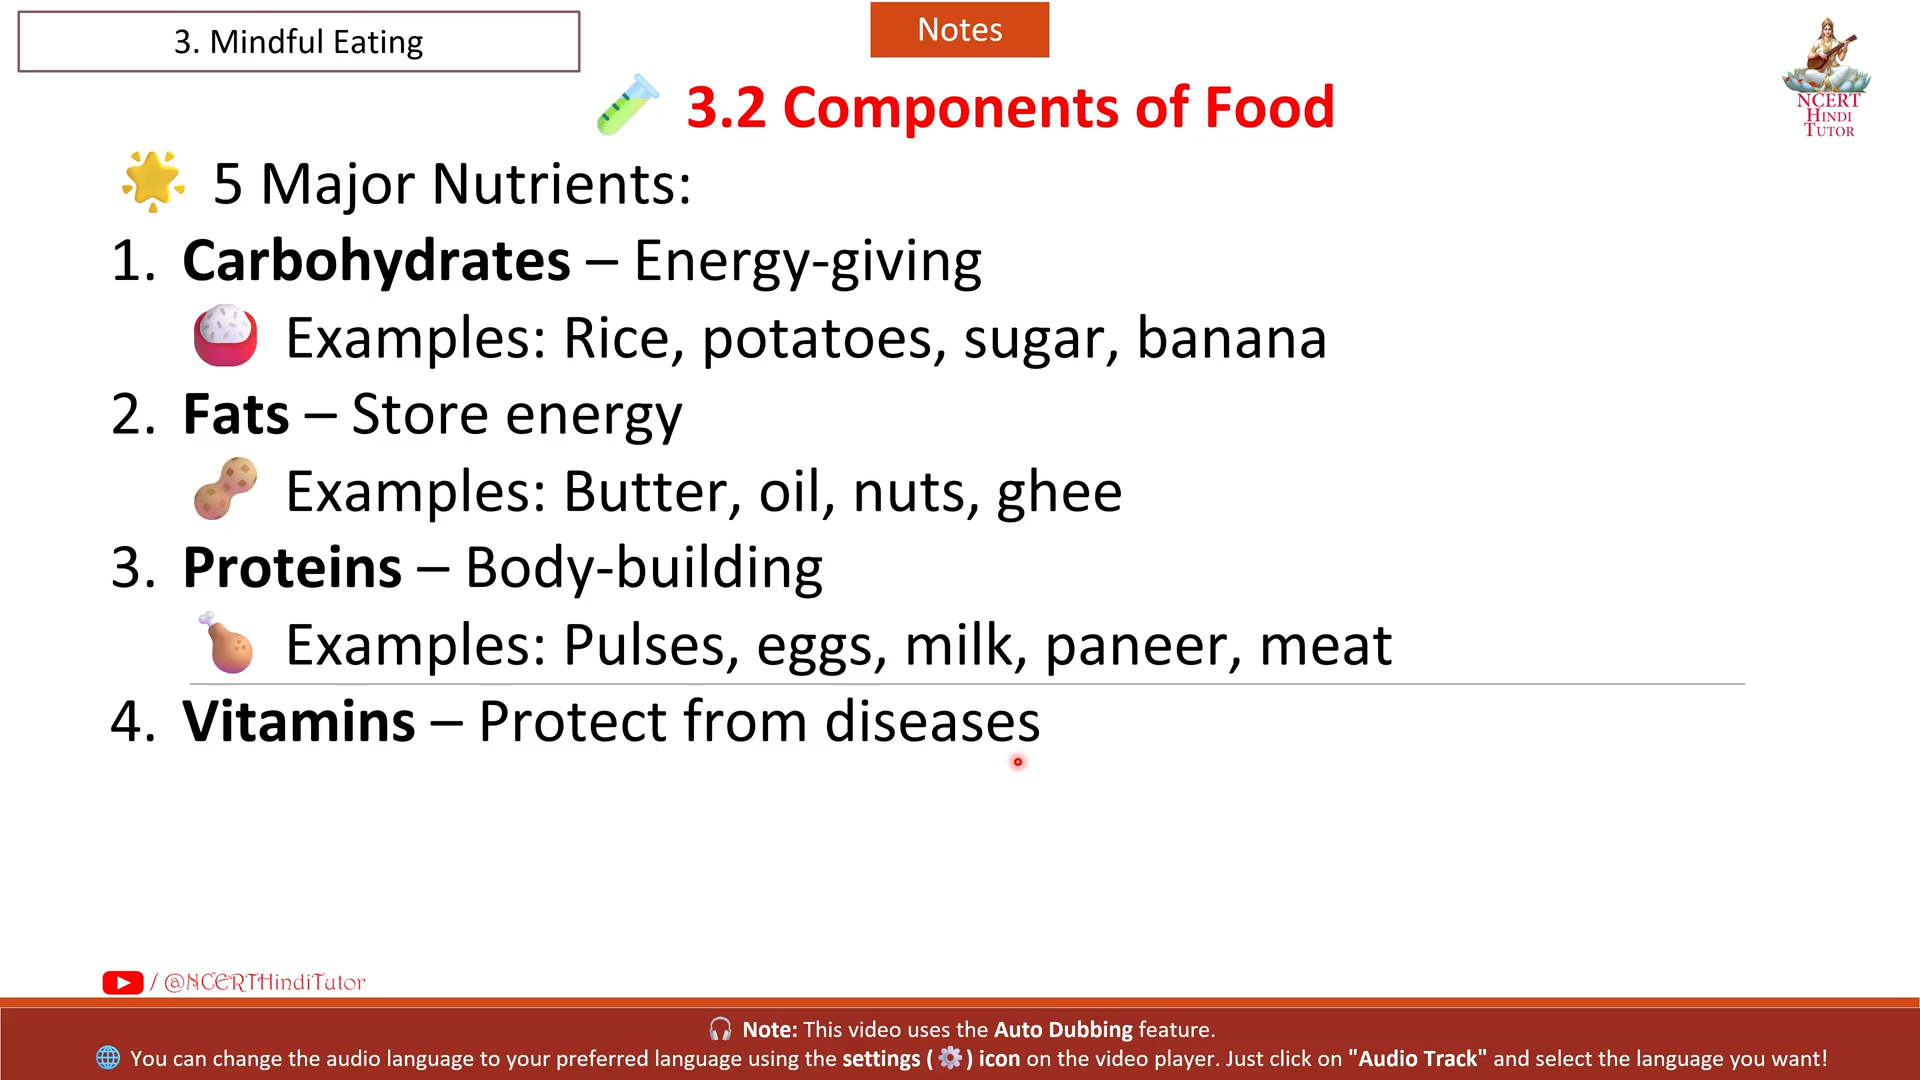 3. Mindful Eating
Notes
NCERT
HINDI
TUTOR
3.2 Components of Food
5 Major Nutrients:
1. Carbohydrates – Energy-giving
Examples: Rice, potatoes, sugar, banana
2. Fats – Store energy
Examples: Butter, oil, nuts, ghee
3. Proteins – Body-building
Examples: Pulses, eggs, milk, paneer, meat
4. Vitamins – Protect from diseases
/ @NCERTHindiTutor
Note: This video uses the Auto Dubbing feature.
You can change the audio language to your preferred language using the settings ( ⚙️ ) icon on the video player. Just click on "Audio Track" and select the language you want!